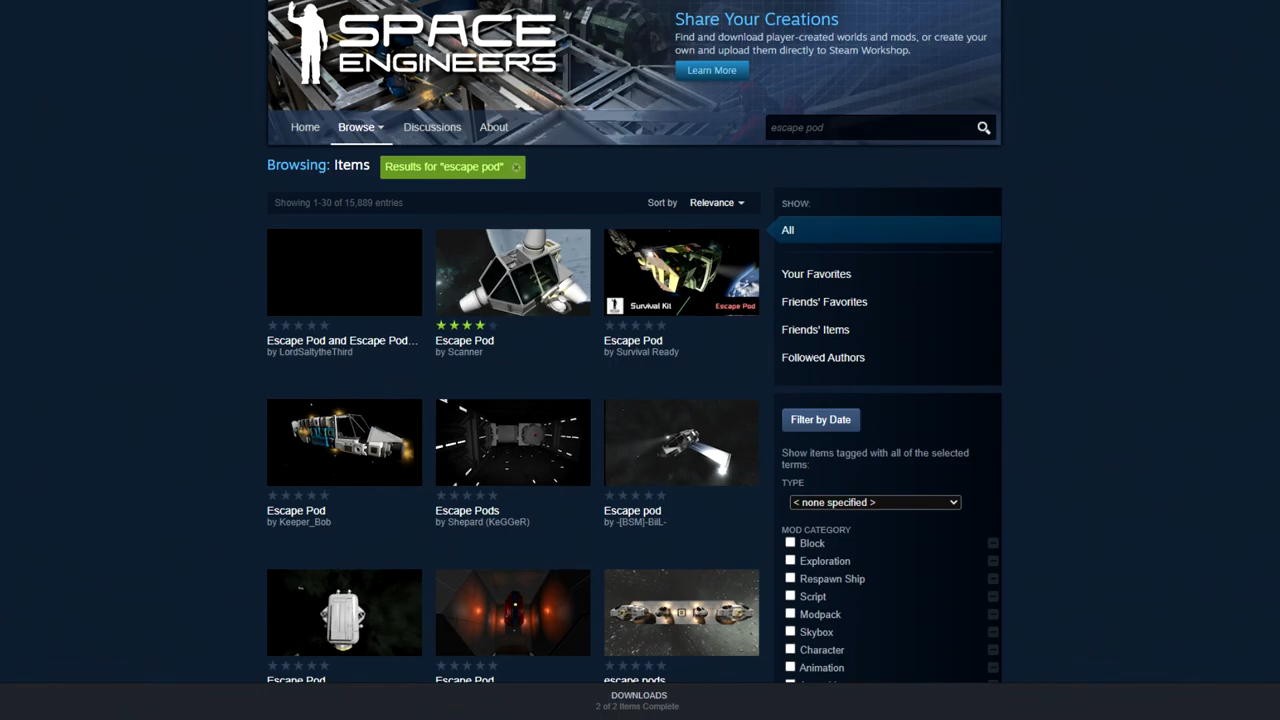 SPACE
ENGINEERS
Share Your Creations
Find and download player-created worlds and mods, or create your
own and upload them directly to Steam Workshop.
Learn More
Home
Browse
Discussions
About
escape pod
Browsing: Items
Results for "escape pod"
Showing 1-30 of 15,889 entries
Sort by
Relevance
Survival Kit
Escape Pod
Escape Pod and Escape Pod...
by LordSaltytheThird
Escape Pod
by Scanner
Escape Pod
by Survival Ready
Escape Pod
by Keeper_Bob
Escape Pods
by Shepard (KeGGeR)
Escape pod
by -[BSM]-BilL-
Escape Pod
Escape Pod
escape pods
SHOW:
All
Your Favorites
Friends' Favorites
Friends' Items
Followed Authors
Filter by Date
Show items tagged with all of the selected
terms:
TYPE
< none specified >
MOD CATEGORY
Block
Exploration
Respawn Ship
Script
Modpack
Skybox
Character
Animation
DOWNLOADS
2 of 2 Items Complete